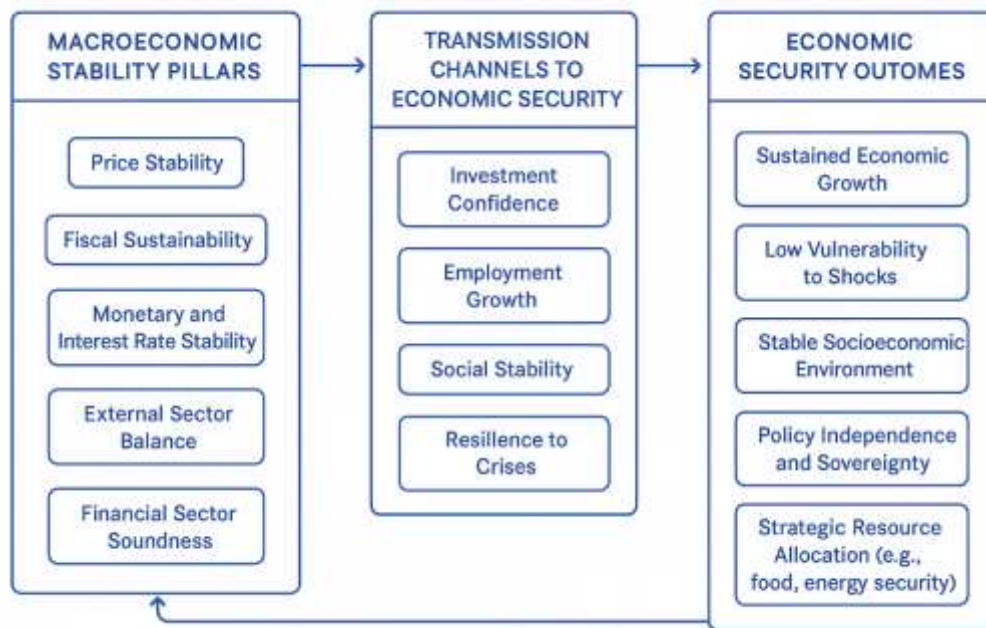 MACROECONOMIC
STABILITY PILLARS
Price Stability
Fiscal Sustainability
Monetary and
Interest Rate Stability
External Sector
Balance
Financial Sector
Soundness
TRANSMISSION
CHANNELS TO
ECONOMIC SECURITY
Investment
Confidence
Employment
Growth
Social Stability
Resillence to
Crises
ECONOMIC
SECURITY OUTCOMES
Sustained Economic
Growth
Low Vulnerability
to Shocks
Stable Socioeconomic
Environment
Policy Independence
and Sovereignty
Strategic Resource
Allocation (e.g.,
food, energy security)